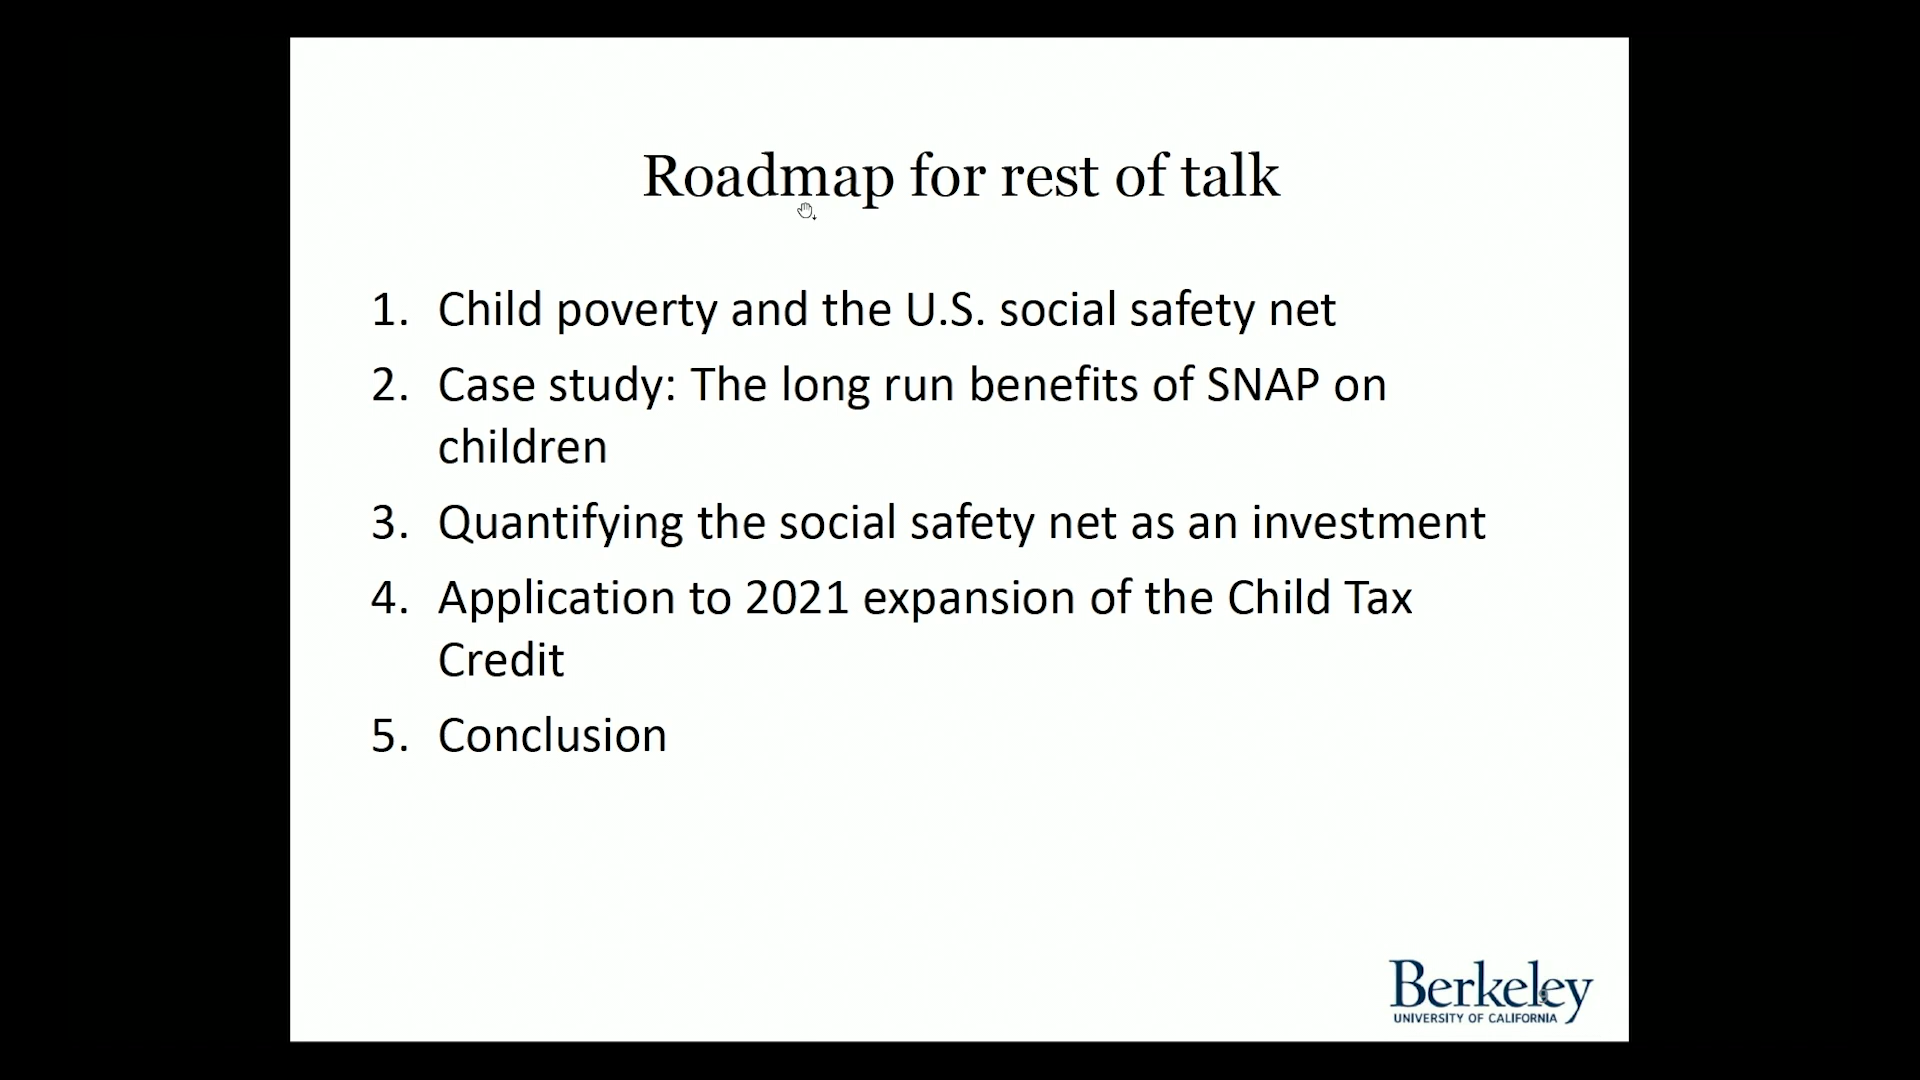 Roadmap for rest of talk
1. Child poverty and the U.S. social safety net
2. Case study: The long run benefits of SNAP on
children
3. Quantifying the social safety net as an investment
4. Application to 2021 expansion of the Child Tax
Credit
5. Conclusion
Berkeley
UNIVERSITY OF CALIFORNIA